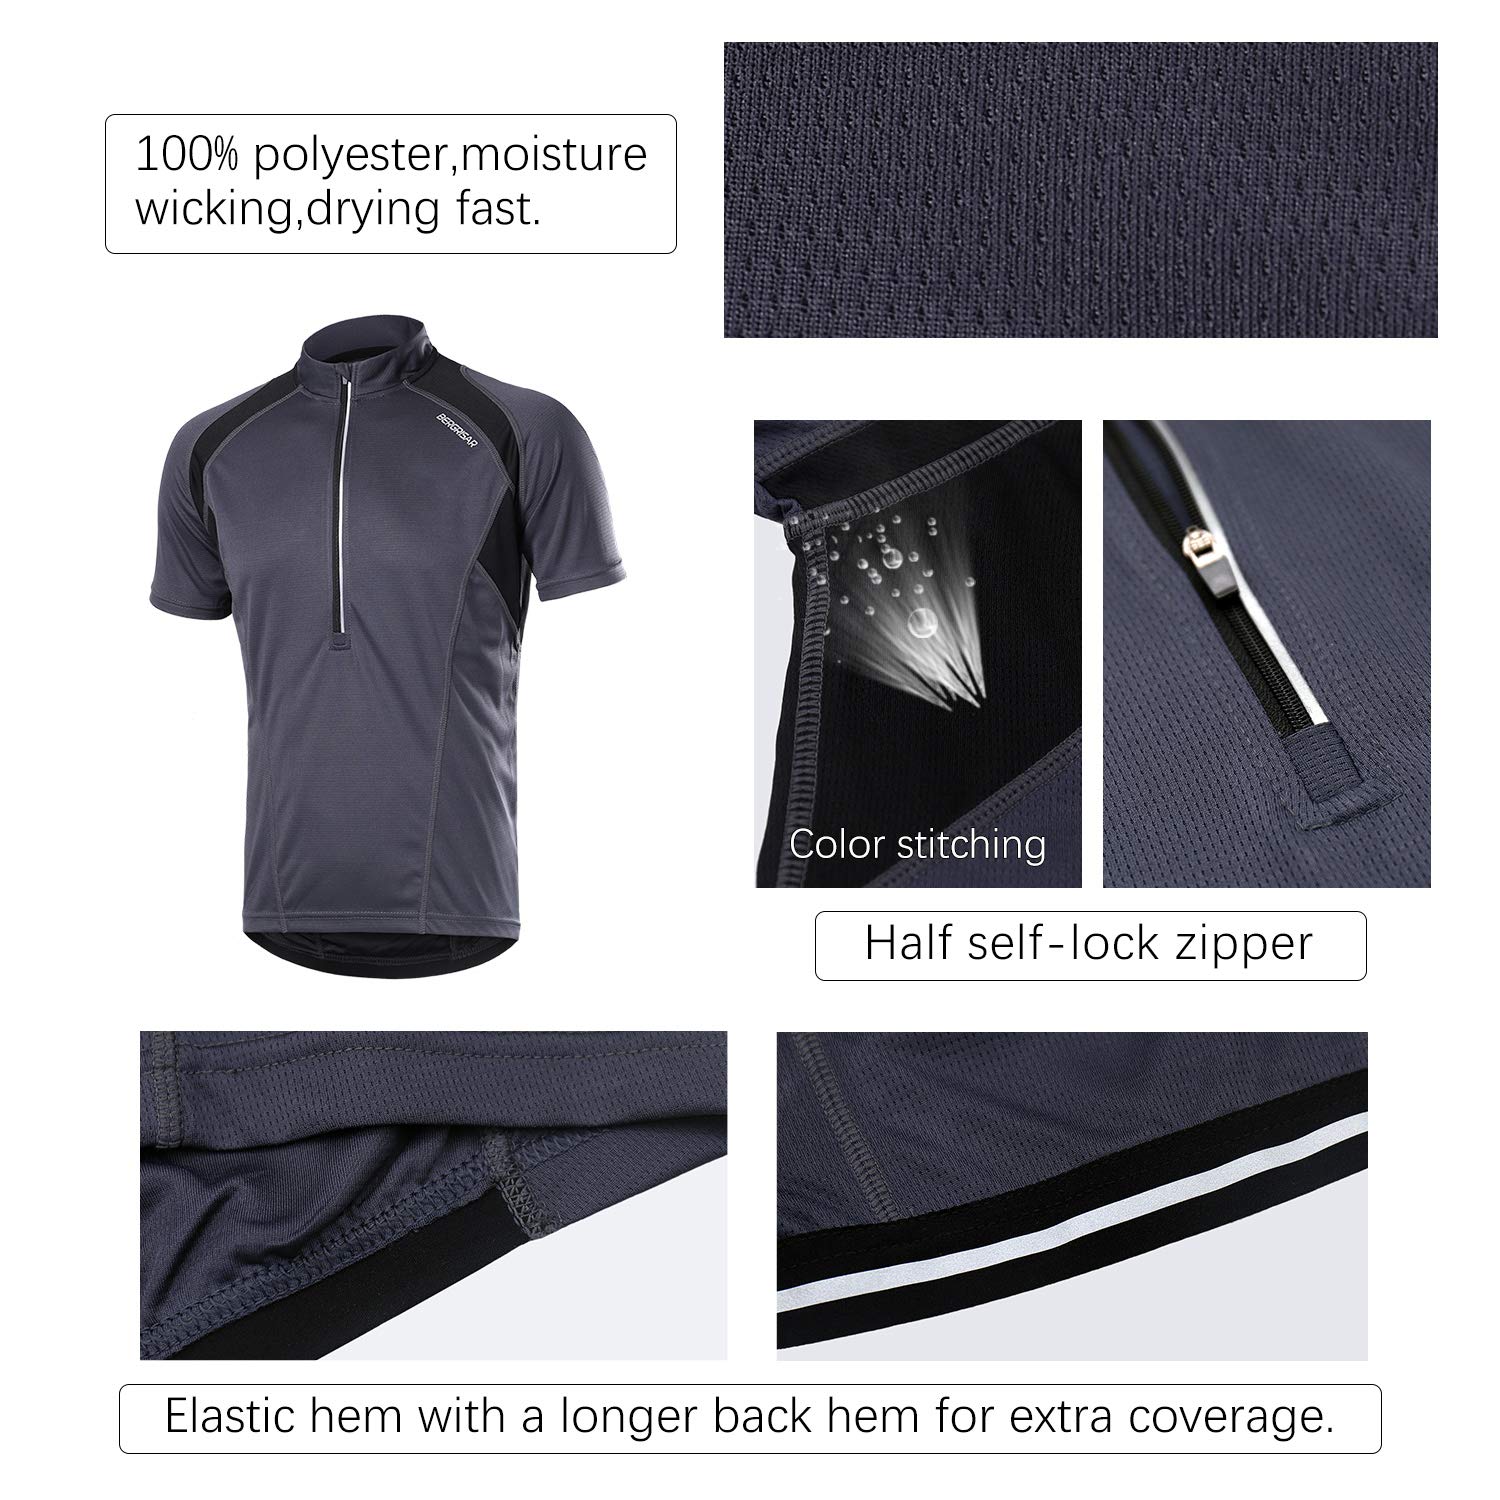 100% polyester,moisture
wicking,drying fast.
BERGRISAR
Color stitching
Half self-lock zipper
Elastic hem with a longer back hem for extra coverage.